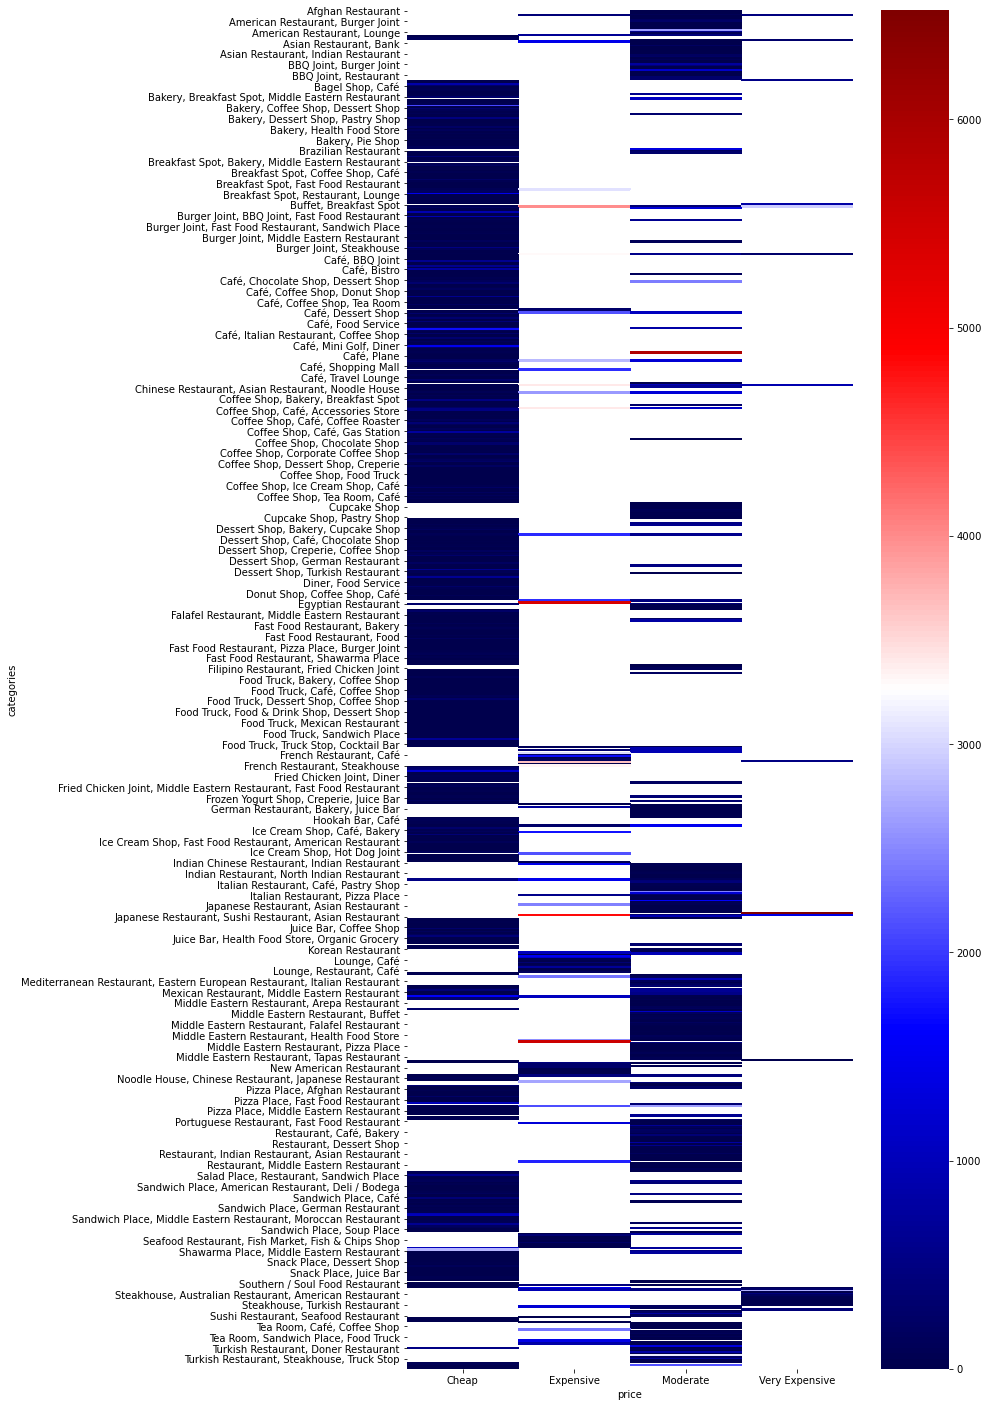 Afghan Restaurant
American Restaurant, Burger Joint
American Restaurant, Lounge
Asian Restaurant, Bank
Asian Restaurant, Indian Restaurant
BBQ Joint, Burger Joint
BBQ Joint, Restaurant
Bagel Shop, Café
Bakery, Breakfast Spot, Middle Eastern Restaurant
Bakery, Coffee Shop, Dessert Shop
Bakery, Dessert Shop, Pastry Shop
Bakery, Health Food Store
Bakery, Pie Shop
Brazilian Restaurant
Breakfast Spot, Bakery, Middle Eastern Restaurant
Breakfast Spot, Coffee Shop, Café
Breakfast Spot, Fast Food Restaurant
Breakfast Spot, Restaurant, Lounge
Buffet, Breakfast Spot
Burger Joint, BBQ Joint, Fast Food Restaurant
Burger Joint, Fast Food Restaurant, Sandwich Place
Burger Joint, Middle Eastern Restaurant
Burger Joint, Steakhouse
Café, BBQ Joint
Café, Bistro
Café, Chocolate Shop, Dessert Shop
Café, Coffee Shop, Donut Shop
Café, Coffee Shop, Tea Room
Café, Dessert Shop
Café, Food Service
Café, Italian Restaurant, Coffee Shop
Café, Mini Golf, Diner
Café, Plane
Café, Shopping Mall
Café, Travel Lounge
Chinese Restaurant, Asian Restaurant, Noodle House
Coffee Shop, Bakery, Breakfast Spot
Coffee Shop, Café, Accessories Store
Coffee Shop, Café, Coffee Roaster
Coffee Shop, Café, Gas Station
Coffee Shop, Chocolate Shop
Coffee Shop, Corporate Coffee Shop
Coffee Shop, Dessert Shop, Creperie
Coffee Shop, Food Truck
Coffee Shop, Ice Cream Shop, Café
Coffee Shop, Tea Room, Café
Cupcake Shop
Cupcake Shop, Pastry Shop
Dessert Shop, Bakery, Cupcake Shop
Dessert Shop, Café, Chocolate Shop
Dessert Shop, Creperie, Coffee Shop
Dessert Shop, German Restaurant
Dessert Shop, Turkish Restaurant
Diner, Food Service
Donut Shop, Coffee Shop, Café
Egyptian Restaurant
Falafel Restaurant, Middle Eastern Restaurant
Fast Food Restaurant, Bakery
Fast Food Restaurant, Food
Fast Food Restaurant, Pizza Place, Burger Joint
Fast Food Restaurant, Shawarma Place
Filipino Restaurant, Fried Chicken Joint
Food Truck, Bakery, Coffee Shop
Food Truck, Café, Coffee Shop
Food Truck, Dessert Shop, Coffee Shop
Food Truck, Food & Drink Shop, Dessert Shop
Food Truck, Mexican Restaurant
Food Truck, Sandwich Place
Food Truck, Truck Stop, Cocktail Bar
French Restaurant, Café
French Restaurant, Steakhouse
Fried Chicken Joint, Diner
Fried Chicken Joint, Middle Eastern Restaurant, Fast Food Restaurant
Frozen Yogurt Shop, Creperie, Juice Bar
German Restaurant, Bakery, Juice Bar
Hookah Bar, Café
Ice Cream Shop, Café, Bakery
Ice Cream Shop, Fast Food Restaurant, American Restaurant
Ice Cream Shop, Hot Dog Joint
Indian Chinese Restaurant, Indian Restaurant
Indian Restaurant, North Indian Restaurant
Italian Restaurant, Café, Pastry Shop
Italian Restaurant, Pizza Place
Japanese Restaurant, Asian Restaurant
Japanese Restaurant, Sushi Restaurant, Asian Restaurant
Juice Bar, Coffee Shop
Juice Bar, Health Food Store, Organic Grocery
Korean Restaurant
Lounge, Café
Lounge, Restaurant, Café
Mediterranean Restaurant, Eastern European Restaurant, Italian Restaurant
Mexican Restaurant, Middle Eastern Restaurant
Middle Eastern Restaurant, Arepa Restaurant
Middle Eastern Restaurant, Buffet
Middle Eastern Restaurant, Falafel Restaurant
Middle Eastern Restaurant, Health Food Store
Middle Eastern Restaurant, Pizza Place
Middle Eastern Restaurant, Tapas Restaurant
New American Restaurant
Noodle House, Chinese Restaurant, Japanese Restaurant
Pizza Place, Afghan Restaurant
Pizza Place, Fast Food Restaurant
Pizza Place, Middle Eastern Restaurant
Portuguese Restaurant, Fast Food Restaurant
Restaurant, Café, Bakery
Restaurant, Dessert Shop
Restaurant, Indian Restaurant, Asian Restaurant
Restaurant, Middle Eastern Restaurant
Salad Place, Restaurant, Sandwich Place
Sandwich Place, American Restaurant, Deli / Bodega
Sandwich Place, Café
Sandwich Place, German Restaurant
Sandwich Place, Middle Eastern Restaurant, Moroccan Restaurant
Sandwich Place, Soup Place
Seafood Restaurant, Fish Market, Fish & Chips Shop
Shawarma Place, Middle Eastern Restaurant
Snack Place, Dessert Shop
Snack Place, Juice Bar
Southern / Soul Food Restaurant
Steakhouse, Australian Restaurant, American Restaurant
Steakhouse, Turkish Restaurant
Sushi Restaurant, Seafood Restaurant
Tea Room, Café, Coffee Shop
Tea Room, Sandwich Place, Food Truck
Turkish Restaurant, Doner Restaurant
Turkish Restaurant, Steakhouse, Truck Stop
categories
Cheap
Expensive
Moderate
Very Expensive
price
6000
5000
4000
3000
2000
1000
0